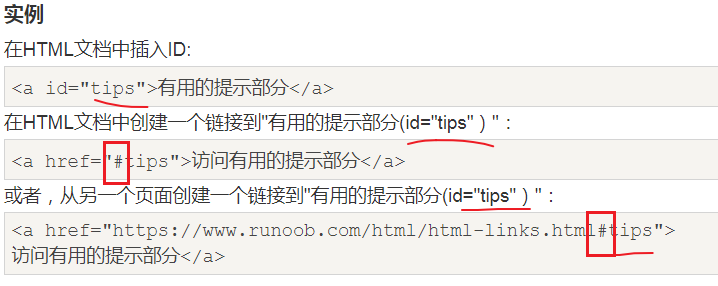 实例
在HTML文档中插入ID:
<a id="tips">有用的提示部分</a>
在HTML文档中创建一个链接到"有用的提示部分(id="tips" ) "：
<a href="#tips">访问有用的提示部分</a>
或者，从另一个页面创建一个链接到"有用的提示部分(id="tips" ) "：
<a href="https://www.runoob.com/html/html-links.html#tips">
访问有用的提示部分</a>